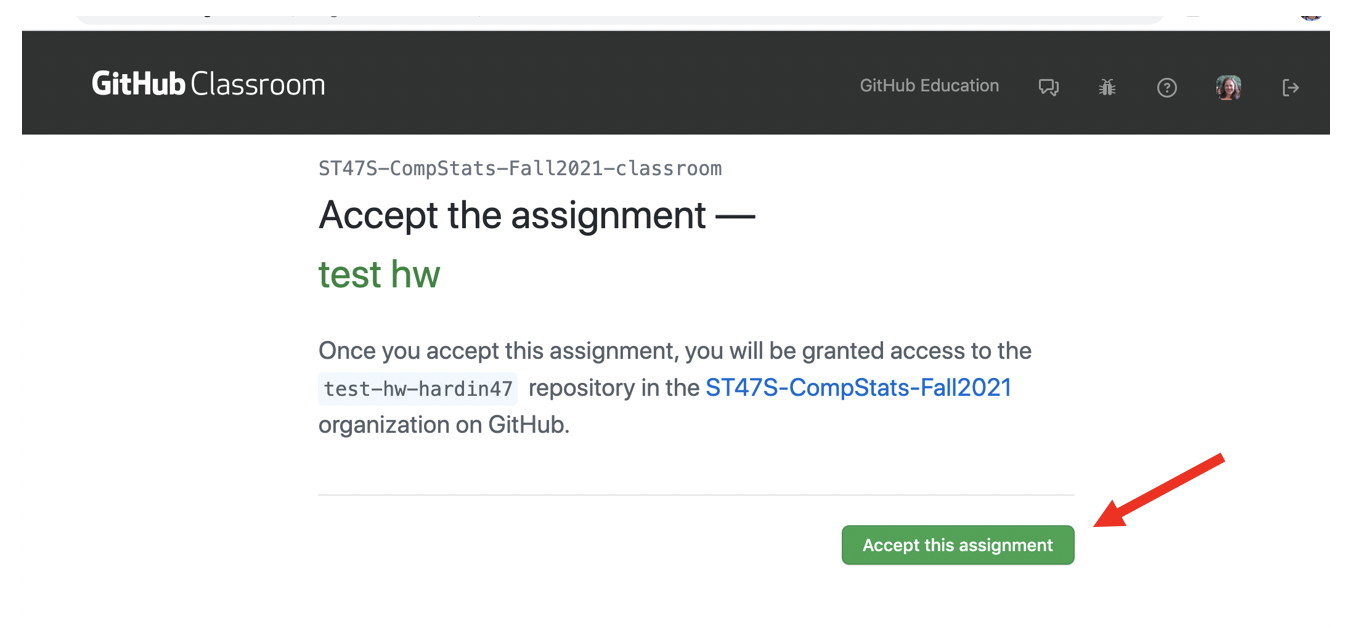 GitHub Classroom
GitHub Education
ST47S-CompStats-Fall2021-classroom
Accept the assignment —
test hw
Once you accept this assignment, you will be granted access to the
test-hw-hardin47 repository in the ST47S-CompStats-Fall2021
organization on GitHub.
Accept this assignment